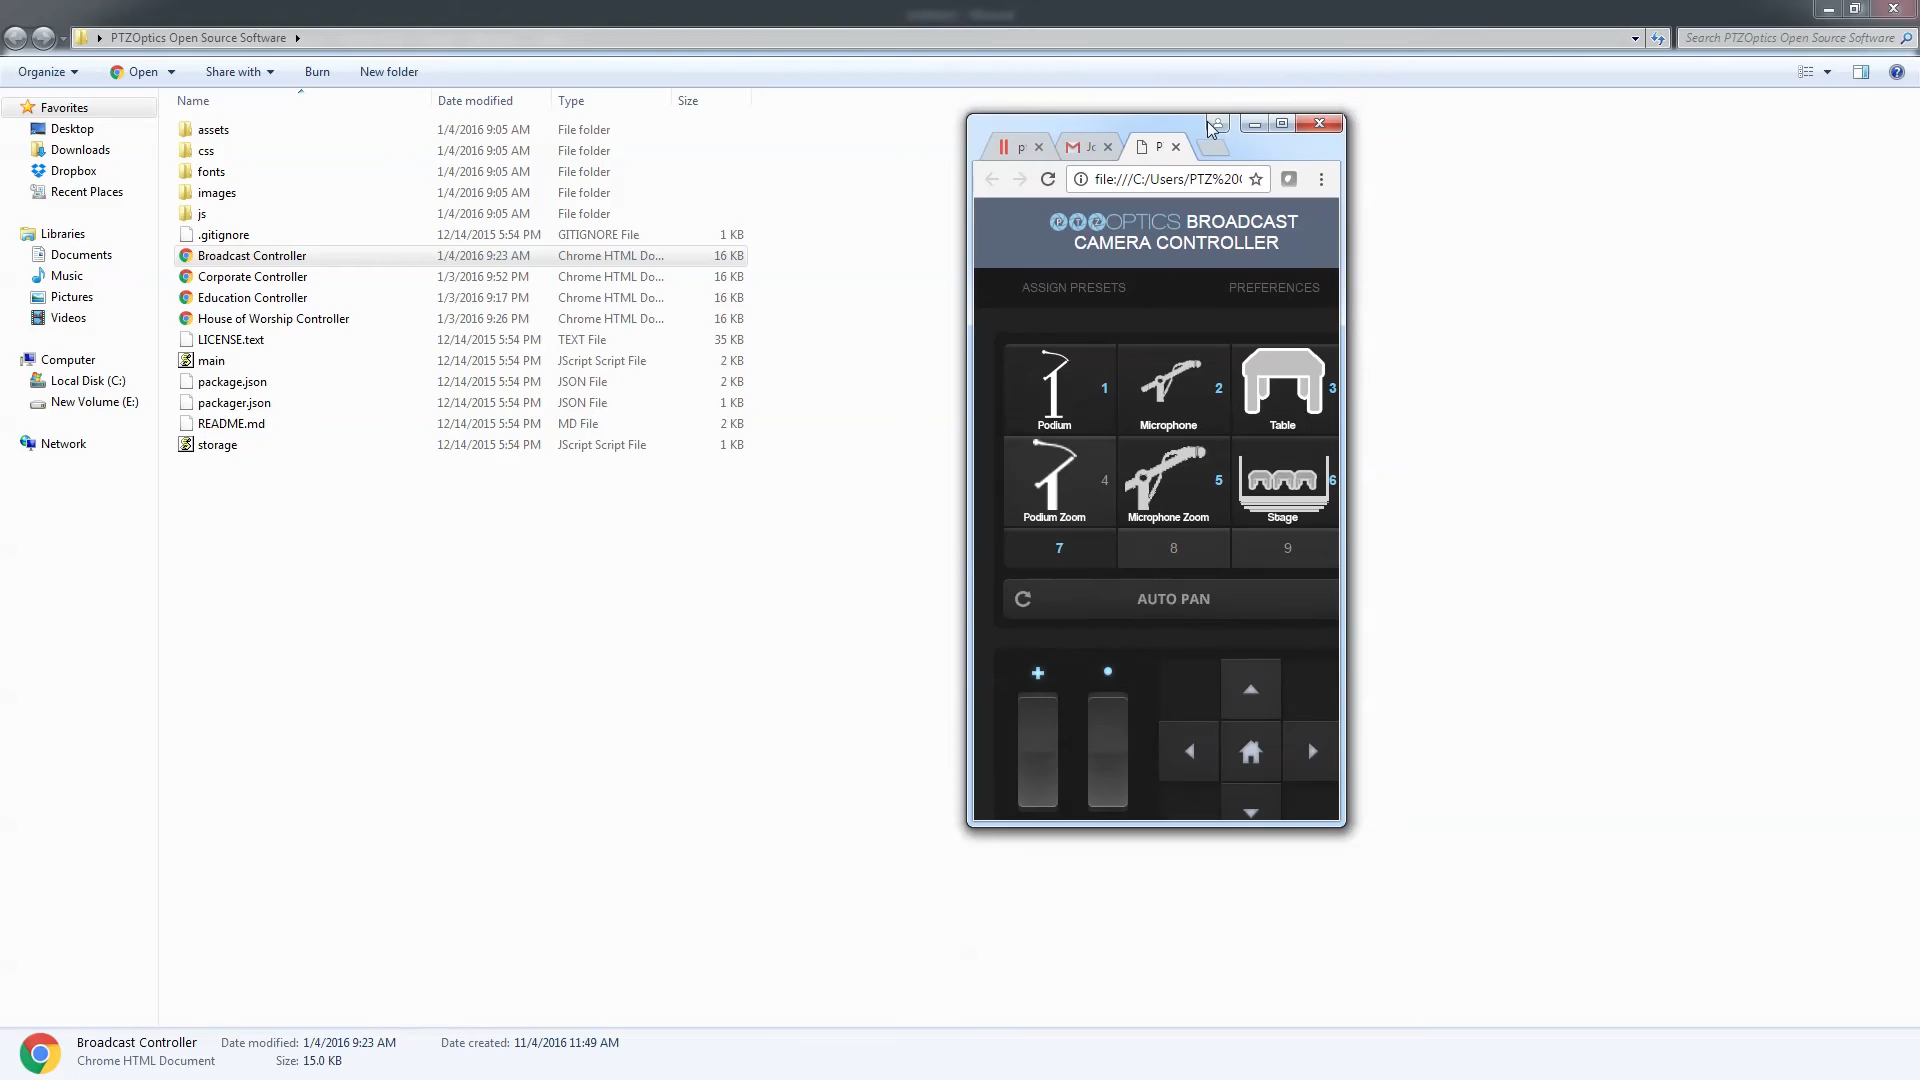 PTZOptics Open Source Software
Search PTZOptics Open Source Software
Organize
Open
Share with
Burn
New folder
Name
Date modified
Type
Size
Favorites
Desktop
Downloads
Dropbox
Recent Places
Libraries
Documents
Music
Pictures
Videos
Computer
Local Disk (C:)
New Volume (E:)
Network
assets 1/4/2016 9:05 AM File folder
css 1/4/2016 9:05 AM File folder
fonts 1/4/2016 9:05 AM File folder
images 1/4/2016 9:05 AM File folder
js 1/4/2016 9:05 AM File folder
.gitignore 12/14/2015 5:54 PM GITIGNORE File 1 KB
Broadcast Controller 1/4/2016 9:23 AM Chrome HTML Do... 16 KB
Corporate Controller 1/3/2016 9:52 PM Chrome HTML Do... 16 KB
Education Controller 1/3/2016 9:17 PM Chrome HTML Do... 16 KB
House of Worship Controller 1/3/2016 9:26 PM Chrome HTML Do... 16 KB
LICENSE.text 12/14/2015 5:54 PM TEXT File 35 KB
main 12/14/2015 5:54 PM JScript Script File 2 KB
package.json 12/14/2015 5:54 PM JSON File 2 KB
packager.json 12/14/2015 5:54 PM JSON File 1 KB
README.md 12/14/2015 5:54 PM MD File 2 KB
storage 12/14/2015 5:54 PM JScript Script File 1 KB
p
Jc
P
file:///C:/Users/PTZ%20
PTZOPTICS BROADCAST
CAMERA CONTROLLER
ASSIGN PRESETS
PREFERENCES
1
Podium
2
Microphone
3
Table
4
Podium Zoom
5
Microphone Zoom
6
Stage
7
8
9
AUTO PAN
Broadcast Controller Date modified: 1/4/2016 9:23 AM Date created: 11/4/2016 11:49 AM
Chrome HTML Document Size: 15.0 KB